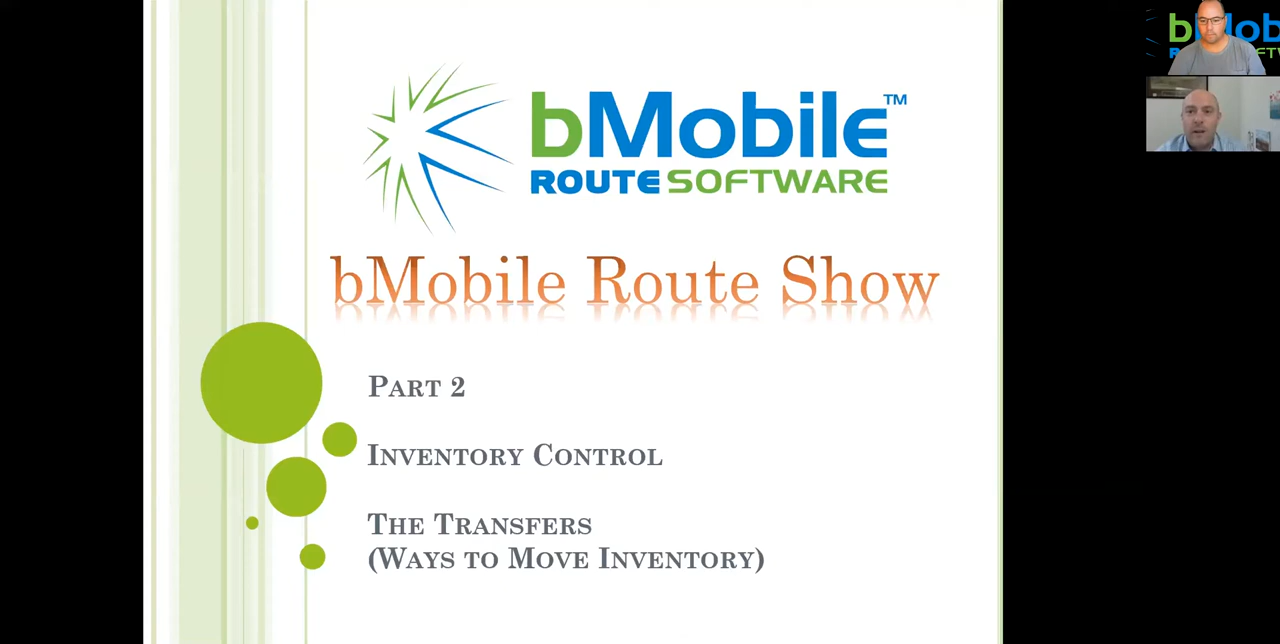 bMobile™
ROUTE SOFTWARE
bMobile Route Show
PART 2
INVENTORY CONTROL
THE TRANSFERS
(WAYS TO MOVE INVENTORY)